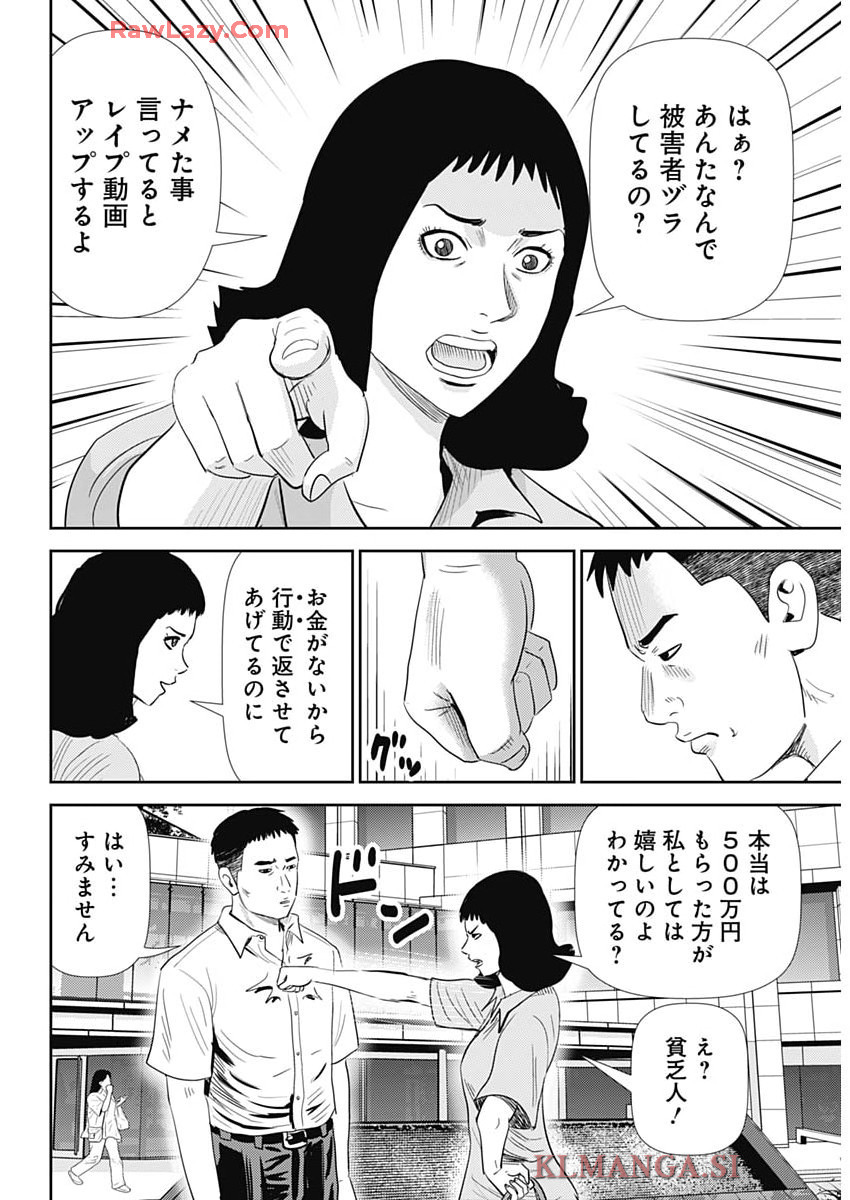 RawLazy.Com
はぁ？
あんたなんで
被害者ヅラ
してるの？
ナメた事
言ってると
レイプ動画
アップするよ
グッ
お金がないから
行動で返させて
あげてるのに
本当は
５００万円
もらった方が
私としては
嬉しいのよ
わかってる？
え？
貧乏人！
ドンッ
はい…
すみません
KLMANGA.SI